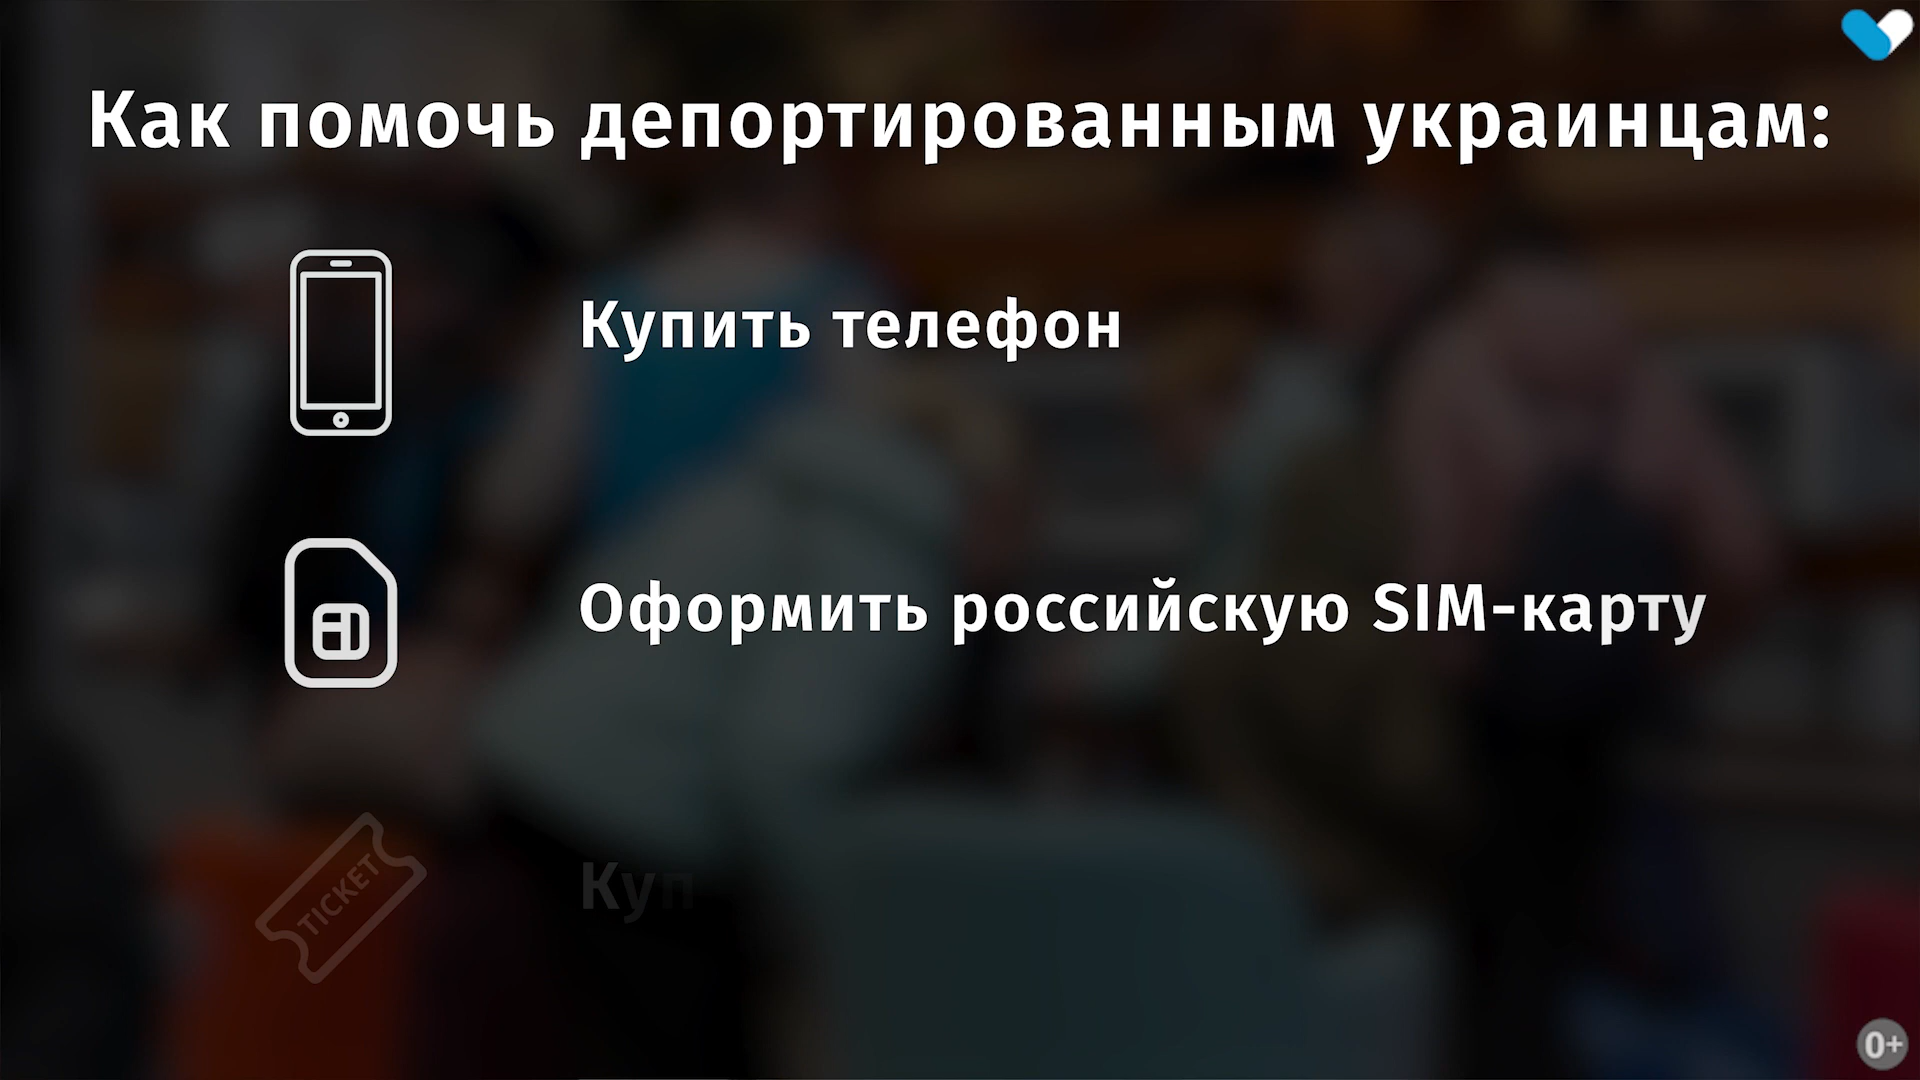 Как помочь депортированным украинцам:
Купить телефон
Оформить российскую SIM-карту
TICKET
Куп
0+